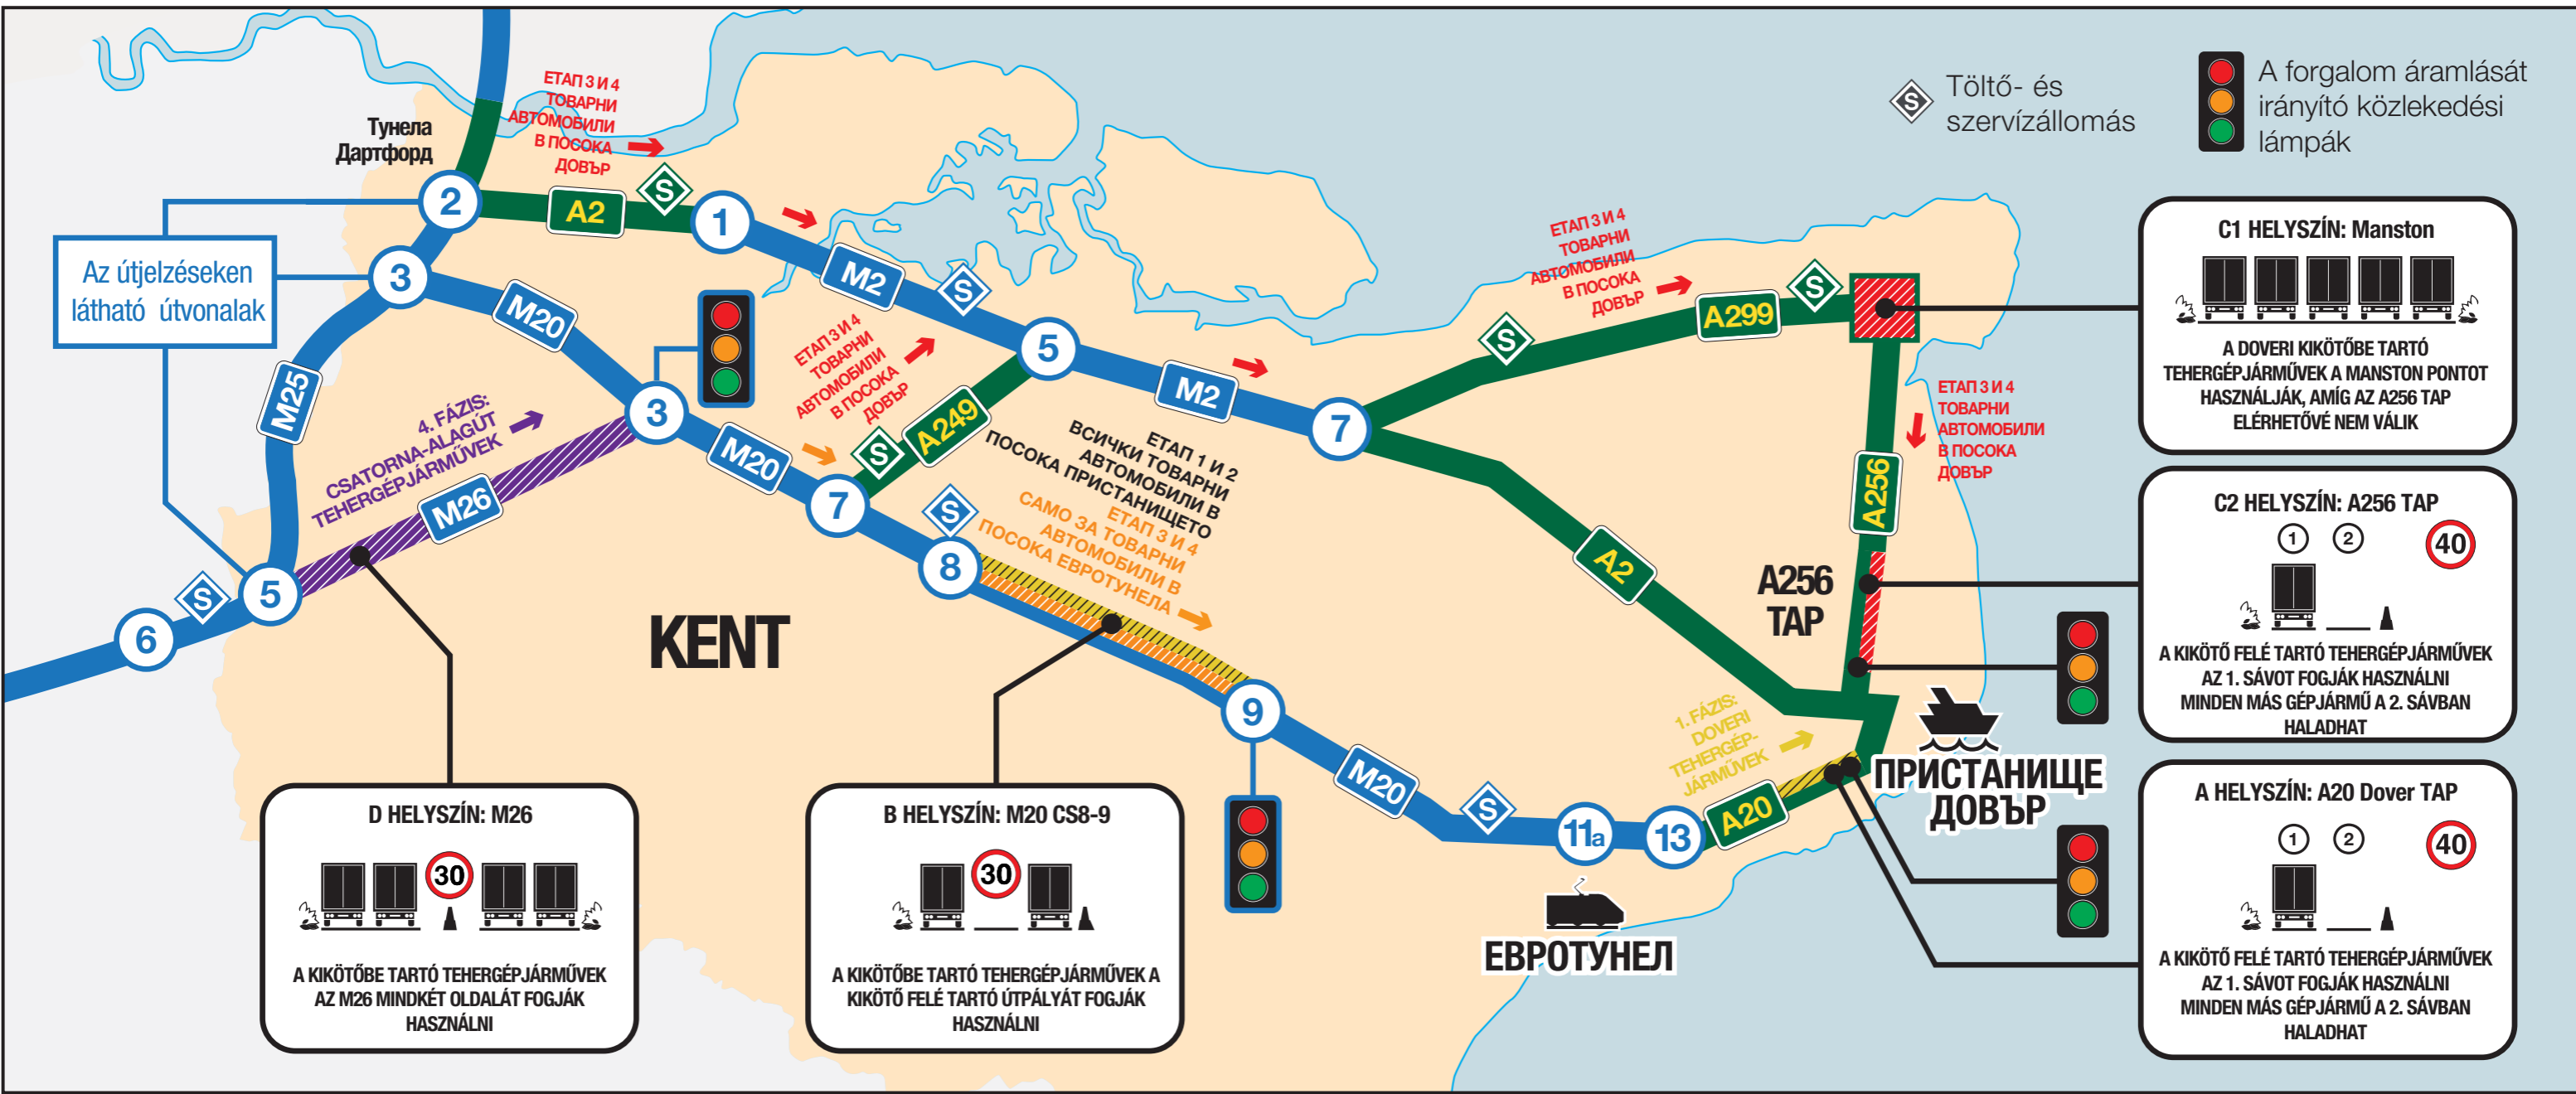 ЕТАП 3 И 4
ТОВАРНИ
АВТОМОБИЛИ
В ПОСОКА
ДОВЪР
Тунела
Дартфорд
Töltő- és
szervízállomás
A forgalom áramlását
irányító közlekedési
lámpák
S
S
2
A2
S
1
Az útjelzéseken
látható útvonalak
3
M20
M2
S
5
M2
7
ЕТАП 3 И 4
ТОВАРНИ
АВТОМОБИЛИ
В ПОСОКА
ДОВЪР
S
A299
S
ЕТАП 3 И 4
ТОВАРНИ
АВТОМОБИЛИ
В ПОСОКА
ДОВЪР
M25
4. FÁZIS:
CSATORNA-ALAGÚT
TEHERGÉPJÁRMŰVEK
M26
3
M20
7
S
A249
ЕТАП 3 И 4
ТОВАРНИ
АВТОМОБИЛИ
В ПОСОКА
ДОВЪР
A256
ЕТАП 1 И 2
ВСИЧКИ ТОВАРНИ
АВТОМОБИЛИ В
ПОСОКА ПРИСТАНИЩЕТО
ЕТАП 3 И 4
САМО ЗА ТОВАРНИ
АВТОМОБИЛИ В
ПОСОКА ЕВРОТУНЕЛА
S
8
A2
A256
TAP
6
S
5
KENT
9
M20
S
11a
13
A20
1. FÁZIS:
DOVERI
TEHERGÉP-
JÁRMŰVEK
ПРИСТАНИЩЕ
ДОВЪР
ЕВРОТУНЕЛ
C1 HELYSZÍN: Manston
A DOVERI KIKÖTŐBE TARTÓ
TEHERGÉPJÁRMŰVEK A MANSTON PONTOT
HASZNÁLJÁK, AMÍG AZ A256 TAP
ELÉRHETŐVÉ NEM VÁLIK
C2 HELYSZÍN: A256 TAP
1 2 40
A KIKÖTŐ FELÉ TARTÓ TEHERGÉPJÁRMŰVEK
AZ 1. SÁVOT FOGJÁK HASZNÁLNI
MINDEN MÁS GÉPJÁRMŰ A 2. SÁVBAN
HALADHAT
A HELYSZÍN: A20 Dover TAP
1 2 40
A KIKÖTŐ FELÉ TARTÓ TEHERGÉPJÁRMŰVEK
AZ 1. SÁVOT FOGJÁK HASZNÁLNI
MINDEN MÁS GÉPJÁRMŰ A 2. SÁVBAN
HALADHAT
D HELYSZÍN: M26
30
A KIKÖTŐBE TARTÓ TEHERGÉPJÁRMŰVEK
AZ M26 MINDKÉT OLDALÁT FOGJÁK
HASZNÁLNI
B HELYSZÍN: M20 CS8-9
30
A KIKÖTŐBE TARTÓ TEHERGÉPJÁRMŰVEK A
KIKÖTŐ FELÉ TARTÓ ÚTPÁLYÁT FOGJÁK
HASZNÁLNI